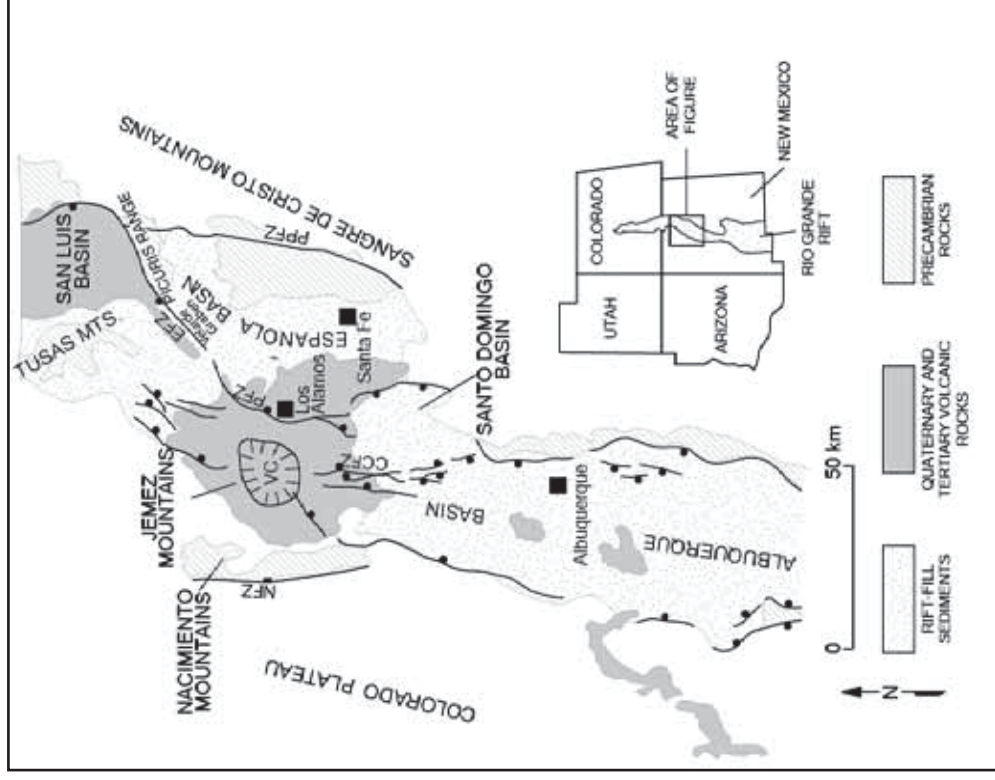 SAN LUIS
BASIN
TUSAS MTS.
PICURIS RANGE
SANGRE DE CRISTO MOUNTAINS
EFZ
Velarde
Graben
ESPANOLA BASIN
PPFZ
PFZ
Los
Alamos
Santa Fe
JEMEZ
MOUNTAINS
VC
CCFZ
SANTO DOMINGO
BASIN
NACIMIENTO
MOUNTAINS
NFZ
COLORADO PLATEAU
ALBUQUERQUE BASIN
Albuquerque
UTAH
COLORADO
ARIZONA
AREA OF
FIGURE
NEW MEXICO
RIO GRANDE
RIFT
N
0
50 km
RIFT-FILL
SEDIMENTS
QUATERNARY AND
TERTIARY VOLCANIC
ROCKS
PRECAMBRIAN
ROCKS